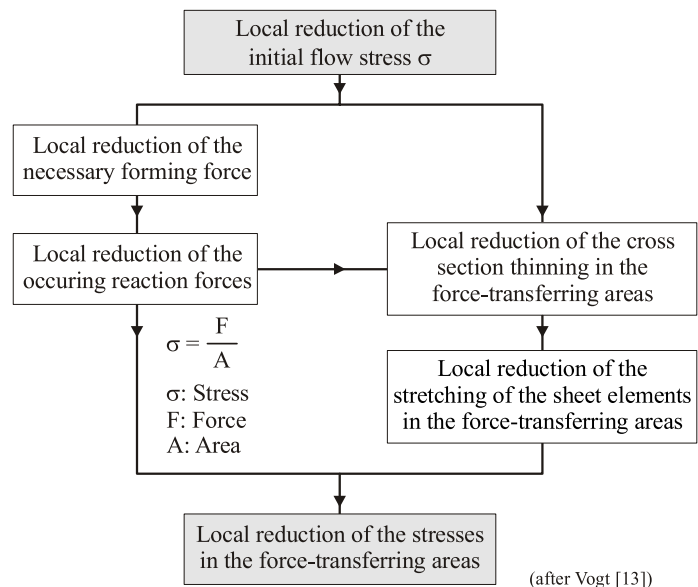 Local reduction of the
initial flow stress σ
Local reduction of the
necessary forming force
Local reduction of the
occuring reaction forces
Local reduction of the cross
section thinning in the
force-transferring areas
σ = F
A
σ: Stress
F: Force
A: Area
Local reduction of the
stretching of the sheet elements
in the force-transferring areas
Local reduction of the stresses
in the force-transferring areas
(after Vogt [13])